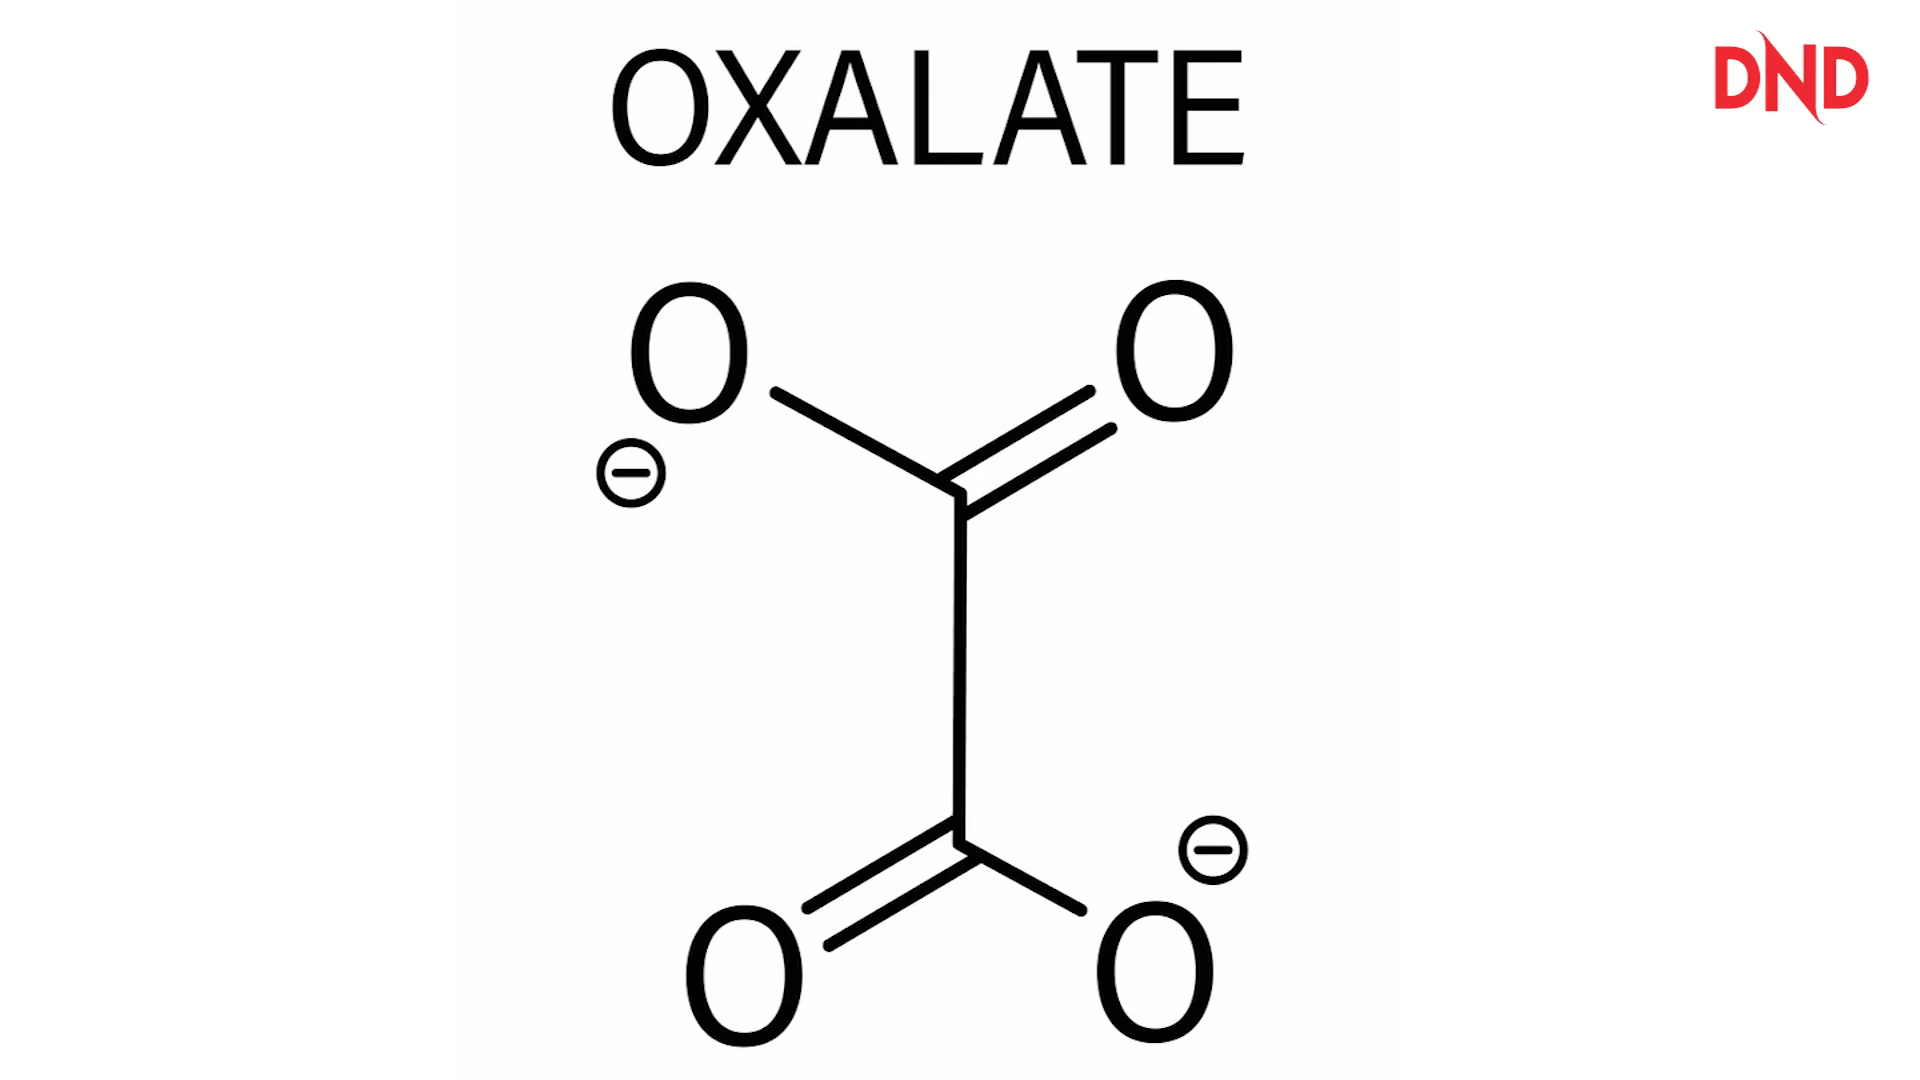 DND
OXALATE
O O
⊖
⊖
O O